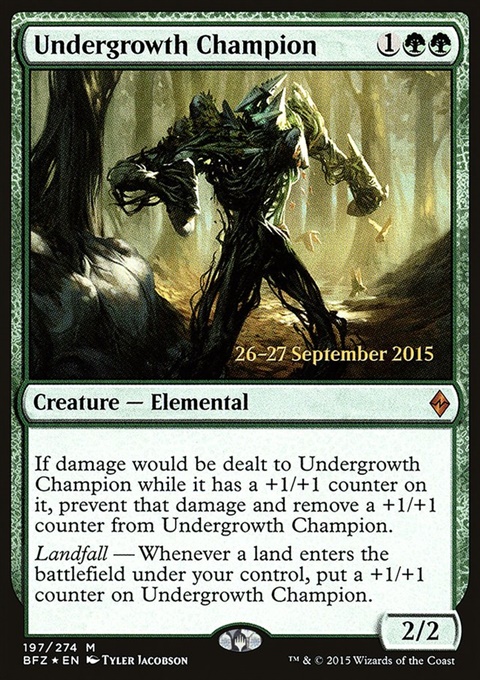 Undergrowth Champion 1
26–27 September 2015
Creature — Elemental
If damage would be dealt to Undergrowth
Champion while it has a +1/+1 counter on
it, prevent that damage and remove a +1/+1
counter from Undergrowth Champion.
Landfall — Whenever a land enters the
battlefield under your control, put a +1/+1
counter on Undergrowth Champion.
2/2
197/274 M
BFZ ★ EN Tyler Jacobson
™ & © 2015 Wizards of the Coast